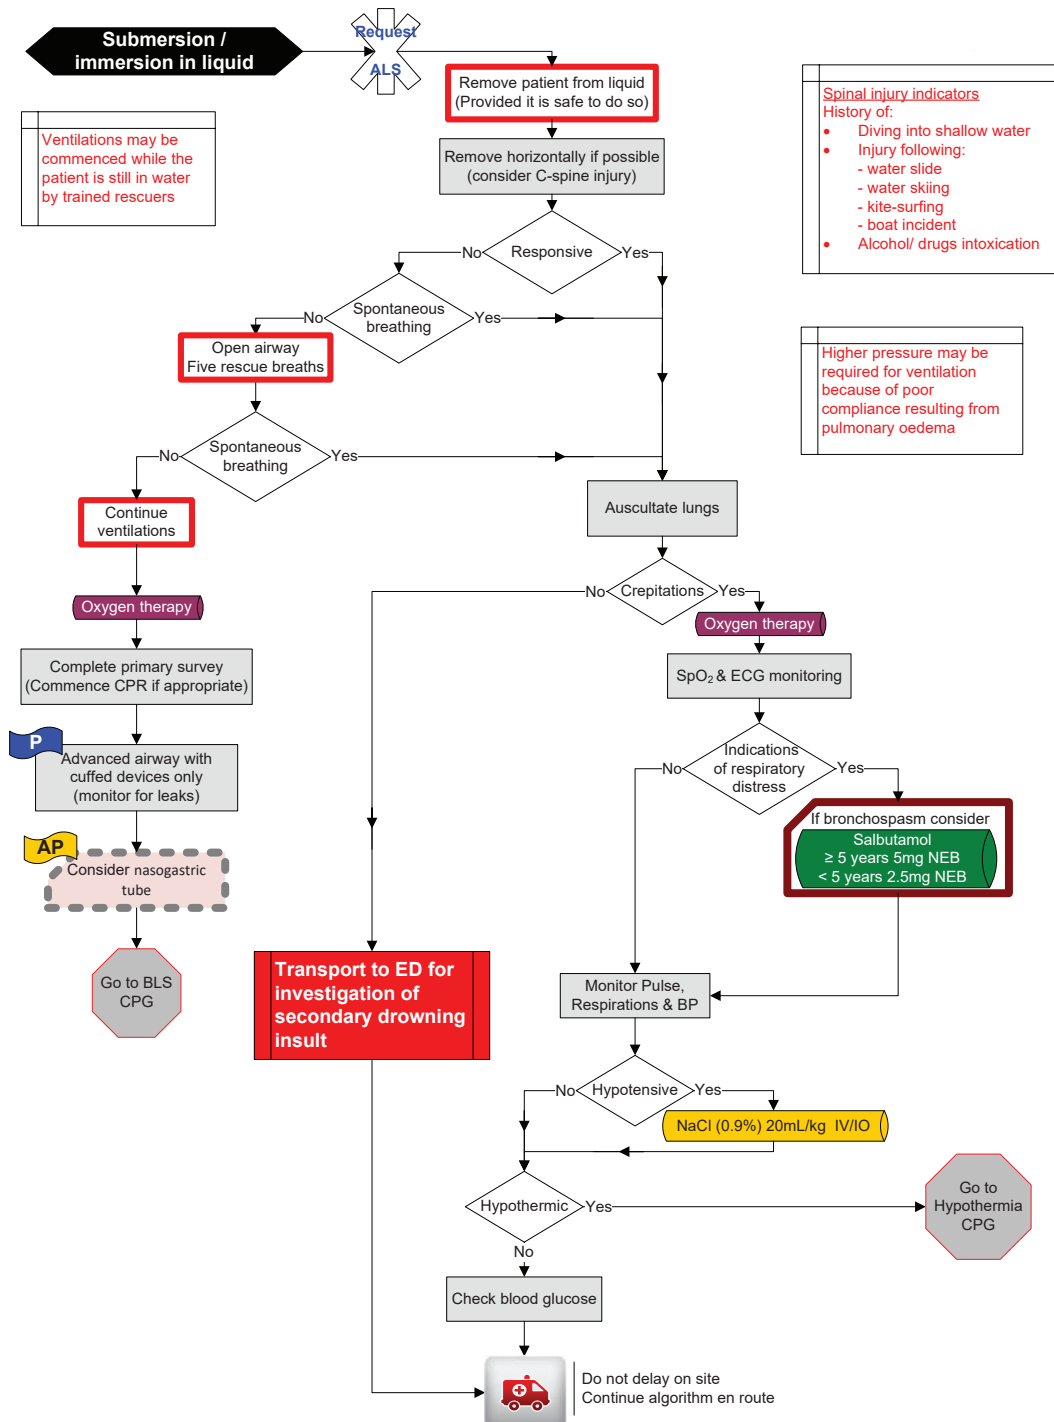 Submersion /
immersion in liquid
Request
ALS
Remove patient from liquid
(Provided it is safe to do so)
Spinal injury indicators
History of:
• Diving into shallow water
• Injury following:
- water slide
- water skiing
- kite-surfing
- boat incident
• Alcohol/ drugs intoxication
Ventilations may be
commenced while the
patient is still in water
by trained rescuers
Remove horizontally if possible
(consider C-spine injury)
No
Responsive
Yes
No
Spontaneous
breathing
Yes
Open airway
Five rescue breaths
Higher pressure may be
required for ventilation
because of poor
compliance resulting from
pulmonary oedema
No
Spontaneous
breathing
Yes
Continue
ventilations
Auscultate lungs
No
Crepitations
Yes
Oxygen therapy
Oxygen therapy
Complete primary survey
(Commence CPR if appropriate)
SpO₂ & ECG monitoring
P
Advanced airway with
cuffed devices only
(monitor for leaks)
No
Indications
of respiratory
distress
Yes
If bronchospasm consider
Salbutamol
≥ 5 years 5mg NEB
< 5 years 2.5mg NEB
AP
Consider nasogastric
tube
Go to BLS
CPG
Transport to ED for
investigation of
secondary drowning
insult
Monitor Pulse,
Respirations & BP
No
Hypotensive
Yes
NaCl (0.9%) 20mL/kg IV/IO
Hypothermic
Yes
Go to
Hypothermia
CPG
No
Check blood glucose
Do not delay on site
Continue algorithm en route